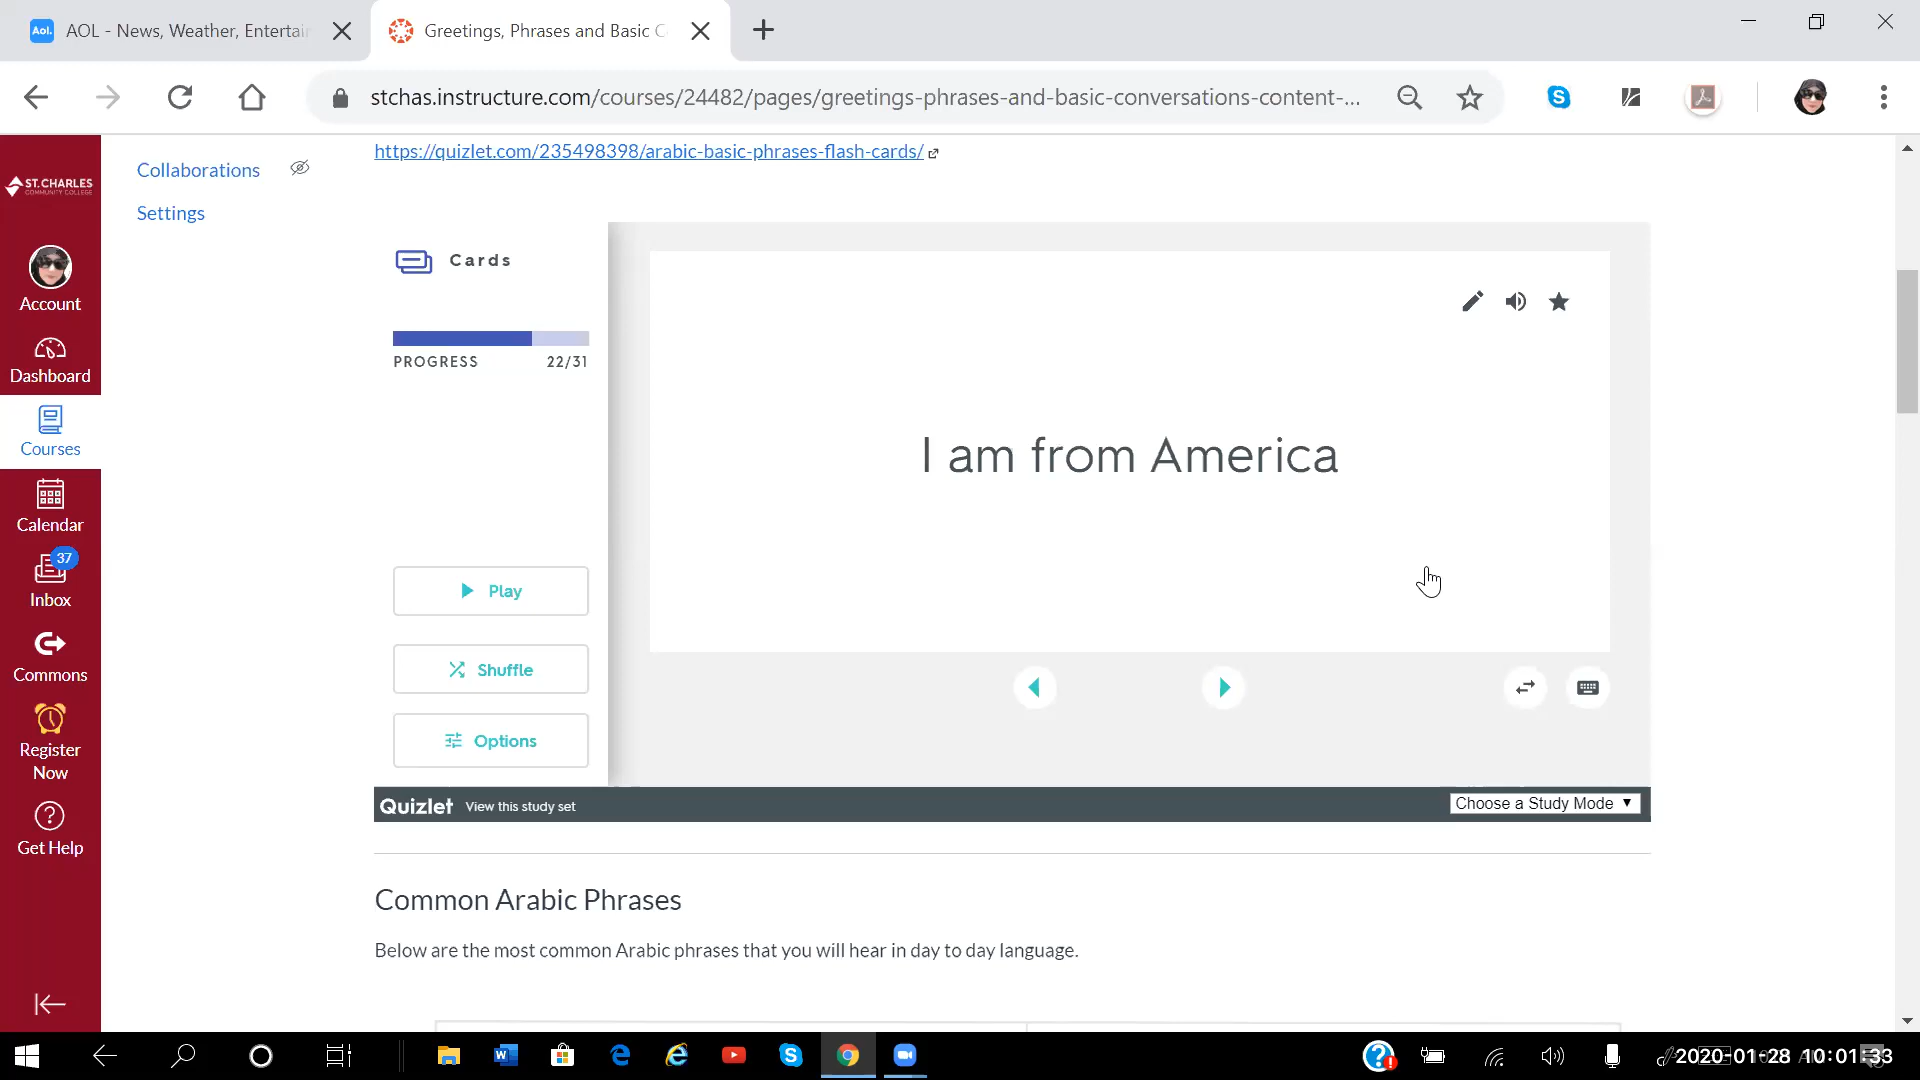 Aol. AOL - News, Weather, Entertai
Greetings, Phrases and Basic C
stchas.instructure.com/courses/24482/pages/greetings-phrases-and-basic-conversations-content-...
https://quizlet.com/235498398/arabic-basic-phrases-flash-cards/
ST.CHARLES
COMMUNITY COLLEGE
Collaborations
Settings
Account
Dashboard
Courses
Calendar
37
Inbox
Commons
Register
Now
Get Help
Cards
PROGRESS 22/31
Play
Shuffle
Options
I am from America
Quizlet View this study set
Choose a Study Mode
Common Arabic Phrases
Below are the most common Arabic phrases that you will hear in day to day language.
2020-01-28 10:01:33